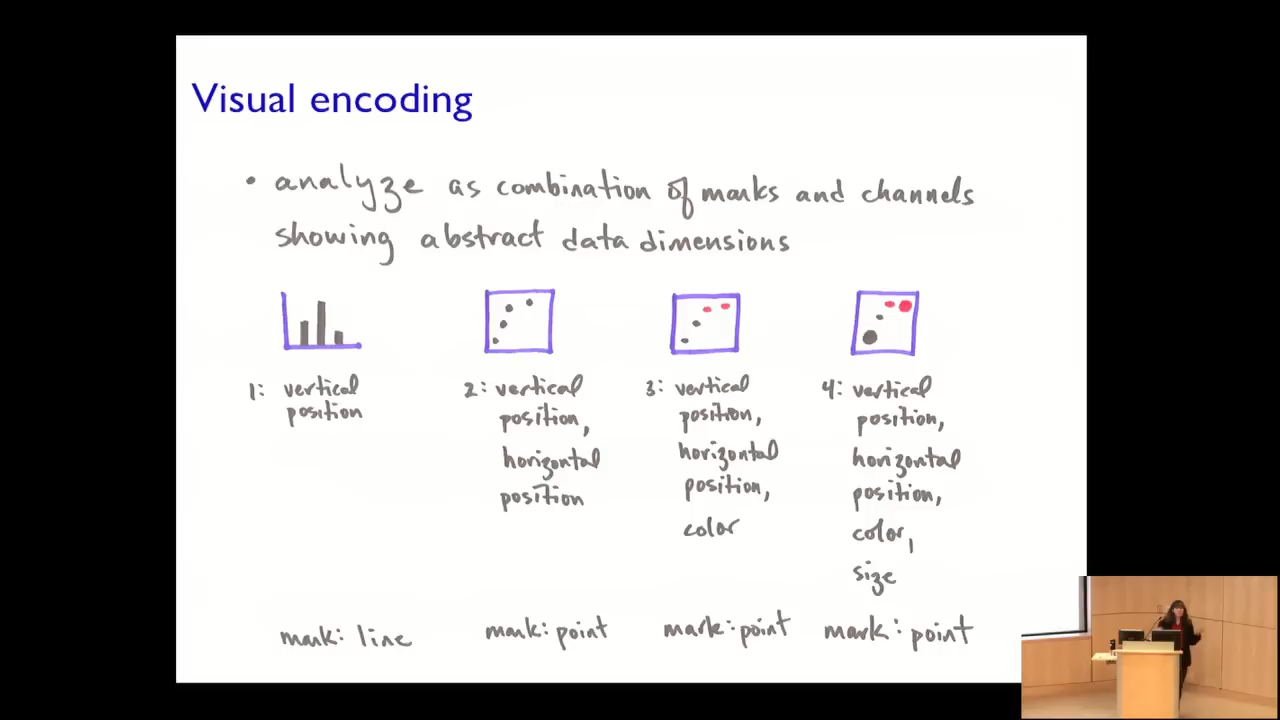 Visual encoding
• analyze as combination of marks and channels
showing abstract data dimensions
1: vertical
position
2: vertical
position,
horizontal
position
3: vertical
position,
horizontal
position,
color
4: vertical
position,
horizontal
position,
color,
size
mark: line
mark: point
mark: point
mark: point